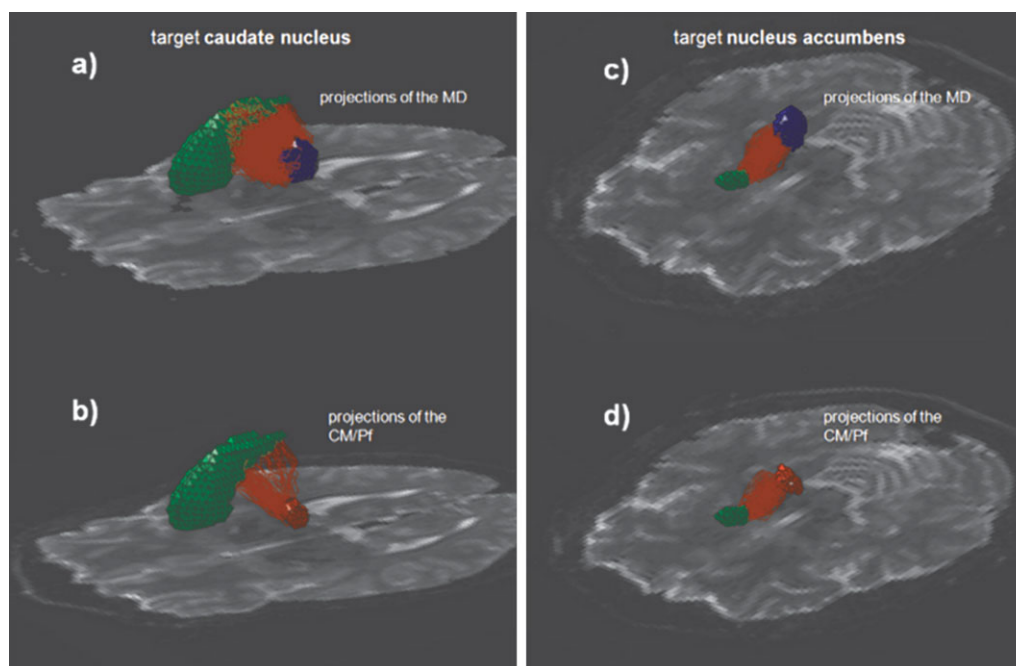 target caudate nucleus
a)
projections of the MD
b)
projections of the
CM/Pf
target nucleus accumbens
c)
projections of the MD
d)
projections of the
CM/Pf